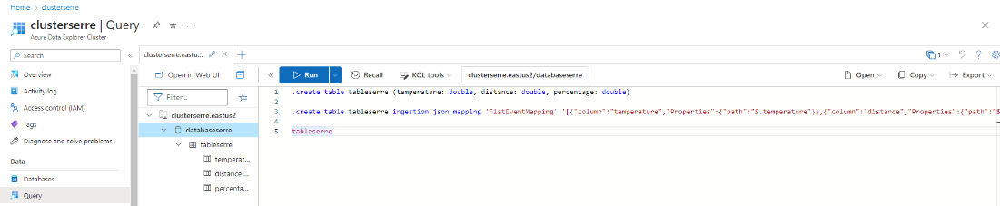 Home > clusterserre
clusterserre | Query
Azure Data Explorer Cluster
Search
Overview
Activity log
Access control (IAM)
Tags
Diagnose and solve problems
Data
Databases
Query
clusterserre.eastu...
Open in Web UI
Filter...
clusterserre.eastus2
databaseserre
tableserre
temperat...
distance ...
percenta...
Run
Recall
KQL tools
clusterserre.eastus2/databaseserre
1
Open
Copy
Export
1 .create table tableserre (temperature: double, distance: double, percentage: double)
2
3 .create table tableserre ingestion json mapping 'FlatEventMapping' '[{"column":"temperature","Properties":{"path":"$.temperature"}},{"column":"distance","Properties":{"path":"$
4
5 tableserre